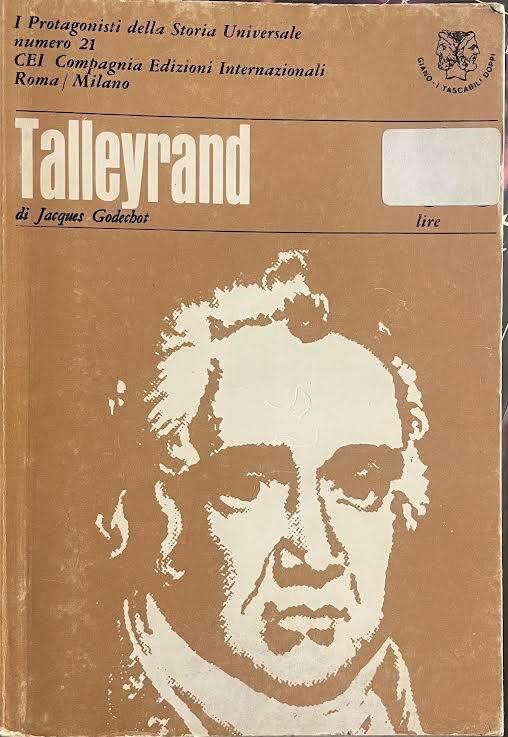 I Protagonisti della Storia Universale
numero 21
CEI Compagnia Edizioni Internazionali
Roma / Milano
GIANO · I TASCABILI DOPPI
Talleyrand
di Jacques Godechot
lire